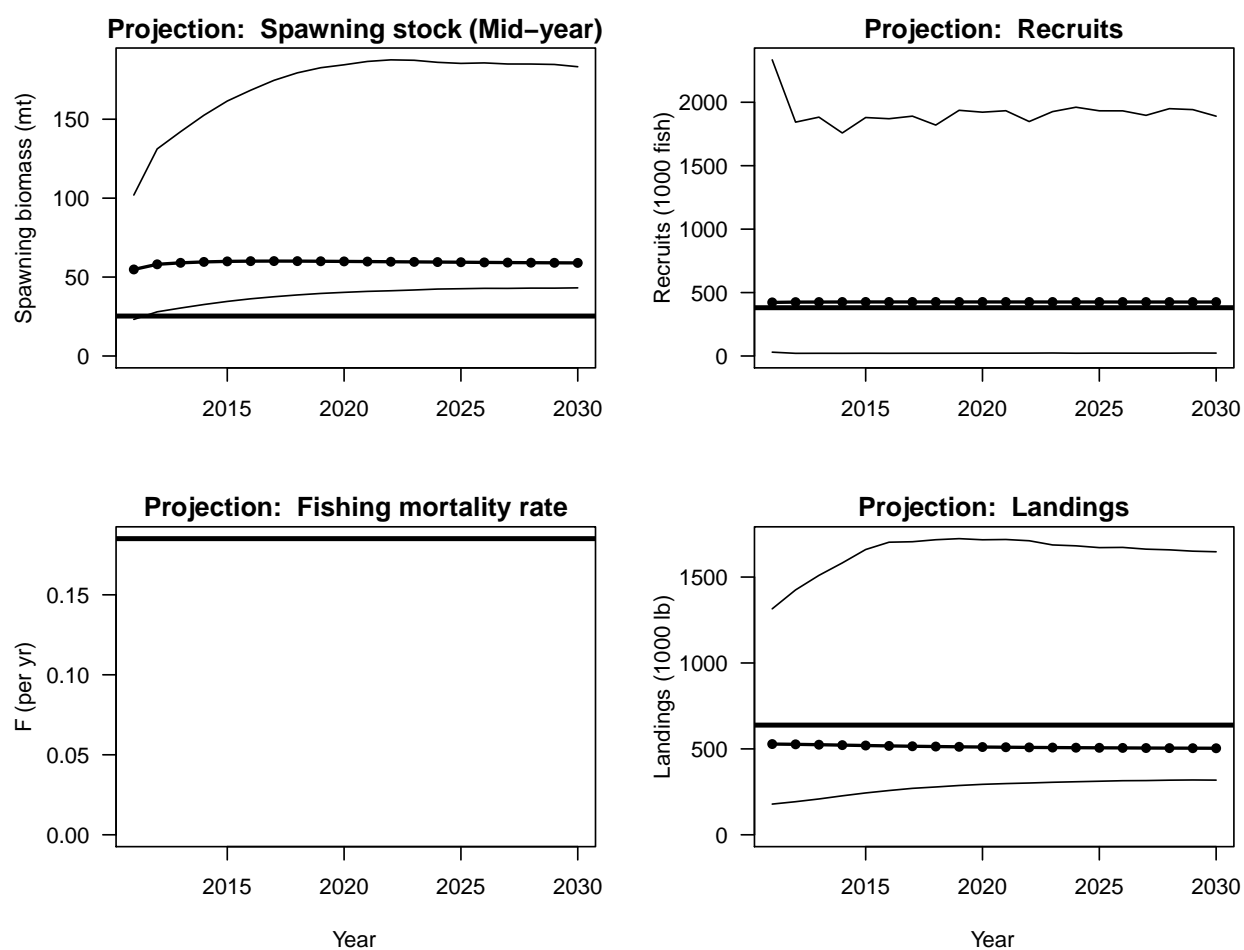 Projection:  Spawning stock (Mid−year)
Spawning biomass (mt)
150
100
50
0
2015 2020 2025 2030
Projection:  Recruits
Recruits (1000 fish)
2000
1500
1000
500
0
2015 2020 2025 2030
Projection:  Fishing mortality rate
F (per yr)
0.15
0.10
0.05
0.00
2015 2020 2025 2030
Year
Projection:  Landings
Landings (1000 lb)
1500
1000
500
0
2015 2020 2025 2030
Year